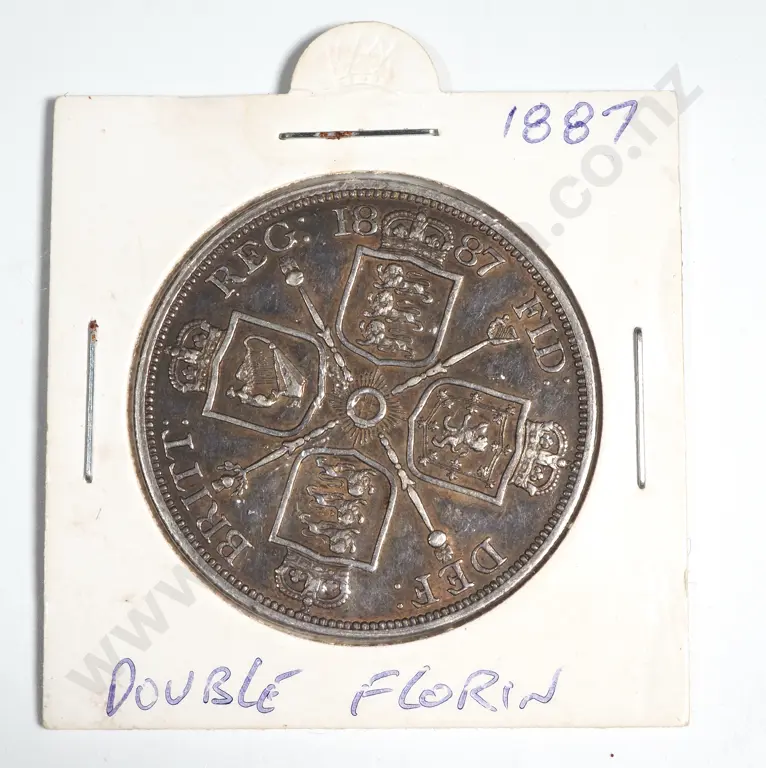 1887
18 87 FID: DEF: BRITT: REG:
DOUBLE FLORIN